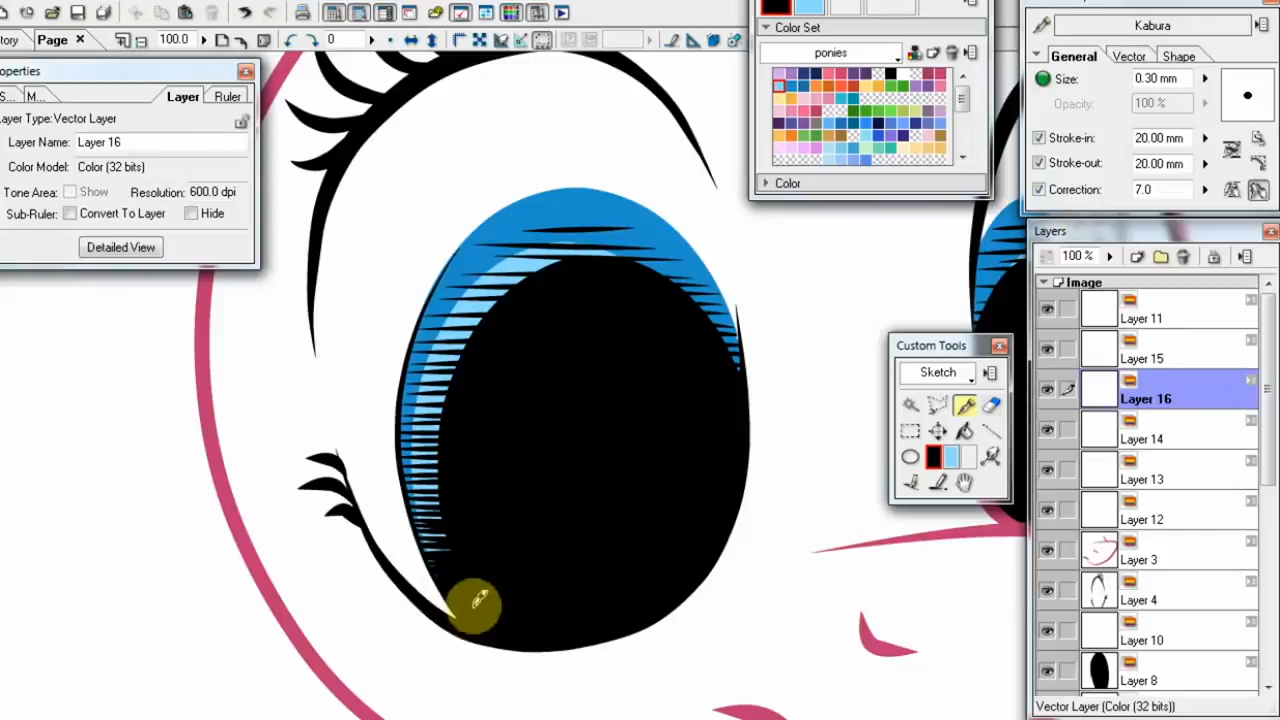 100.0
0
tory
Page
roperties
S...
M...
Layer
Ruler
ayer Type:Vector Layer
Layer Name: Layer 16
Color Model: Color (32 bits)
Tone Area: Show Resolution: 600.0 dpi
Sub-Ruler: Convert To Layer Hide
Detailed View
Color Set
ponies
Color
Kabura
General
Vector
Shape
Size: 0.30 mm
Opacity: 100 %
Stroke-in: 20.00 mm
Stroke-out: 20.00 mm
Correction: 7.0
Layers
100 %
Image
Layer 11
Layer 15
Layer 16
Layer 14
Layer 13
Layer 12
Layer 3
Layer 4
Layer 10
Layer 8
Vector Layer (Color (32 bits))
Custom Tools
Sketch